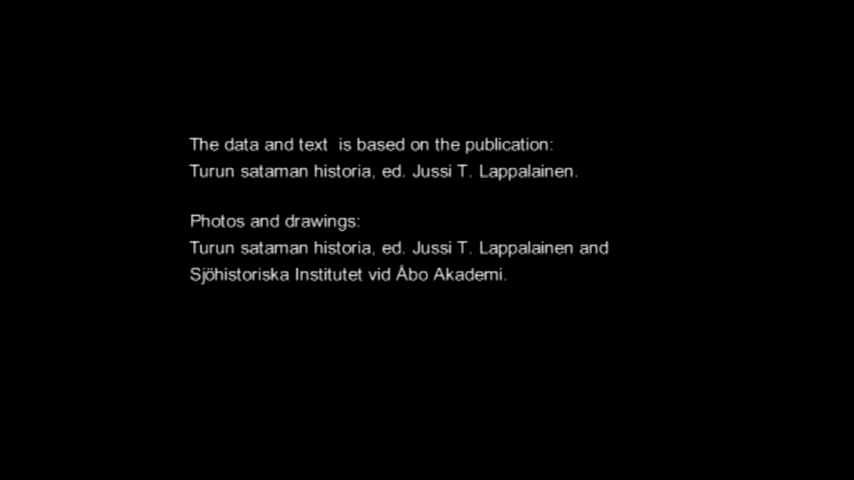 The data and text is based on the publication:
Turun sataman historia, ed. Jussi T. Lappalainen.
Photos and drawings:
Turun sataman historia, ed. Jussi T. Lappalainen and
Sjöhistoriska Institutet vid Åbo Akademi.